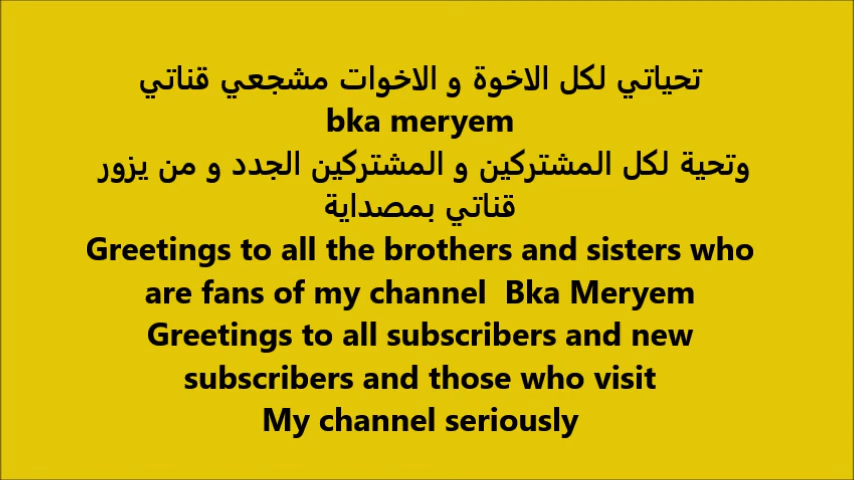 تحياتي لكل الاخوة و الاخوات مشجعي قناتي
bka meryem
وتحية لكل المشتركين و المشتركين الجدد و من يزور
قناتي بمصداية
Greetings to all the brothers and sisters who
are fans of my channel  Bka Meryem
Greetings to all subscribers and new
subscribers and those who visit
My channel seriously